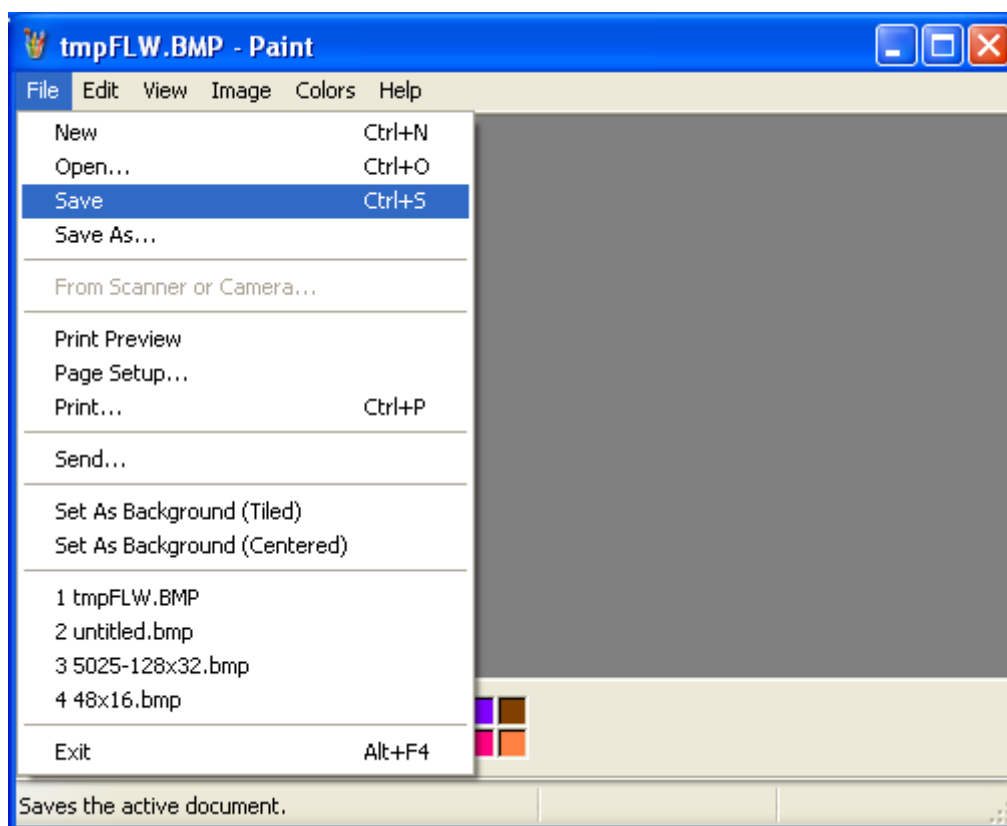 tmpFLW.BMP - Paint
File Edit View Image Colors Help
New Ctrl+N
Open... Ctrl+O
Save Ctrl+S
Save As...
From Scanner or Camera...
Print Preview
Page Setup...
Print... Ctrl+P
Send...
Set As Background (Tiled)
Set As Background (Centered)
1 tmpFLW.BMP
2 untitled.bmp
3 5025-128x32.bmp
4 48x16.bmp
Exit Alt+F4
Saves the active document.